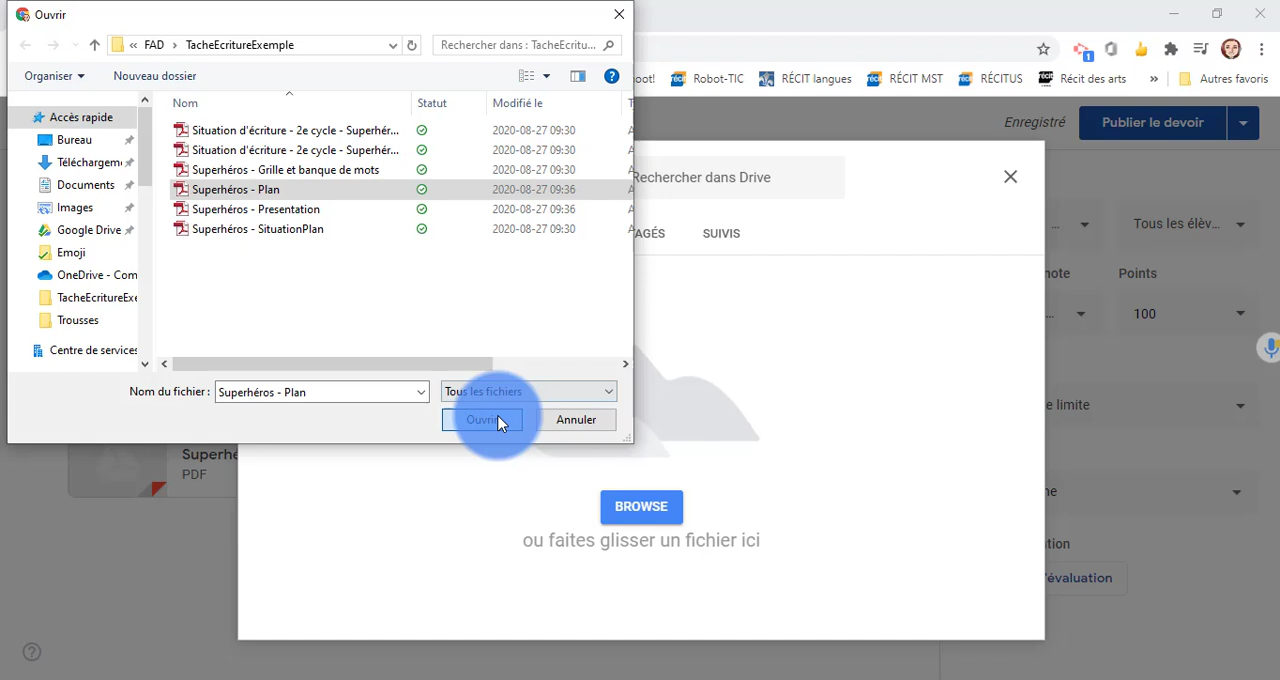 Ouvrir
« FAD › TacheEcritureExemple
Rechercher dans : TacheEcritu...
Organiser
Nouveau dossier
oot!
Robot-TIC
RÉCIT langues
RÉCIT MST
RÉCITUS
Récit des arts
»
Autres favoris
1
Accès rapide
Bureau
Téléchargem
Documents
Images
Google Drive
Emoji
OneDrive - Com
TacheEcritureExe
Trousses
Centre de services
Nom Statut Modifié le T
Situation d'écriture - 2e cycle - Superhér... 2020-08-27 09:30 A
Situation d'écriture - 2e cycle - Superhér... 2020-08-27 09:30 A
Superhéros - Grille et banque de mots 2020-08-27 09:30 A
Superhéros - Plan 2020-08-27 09:36 A
Superhéros - Presentation 2020-08-27 09:36 A
Superhéros - SituationPlan 2020-08-27 09:30 A
Nom du fichier : Superhéros - Plan
Tous les fichiers
Ouvrir
Annuler
Enregistré
Publier le devoir
Rechercher dans Drive
AGÉS
SUIVIS
...
Tous les élèv...
note
Points
...
100
e limite
ne
tion
'évaluation
Superhé
PDF
BROWSE
ou faites glisser un fichier ici